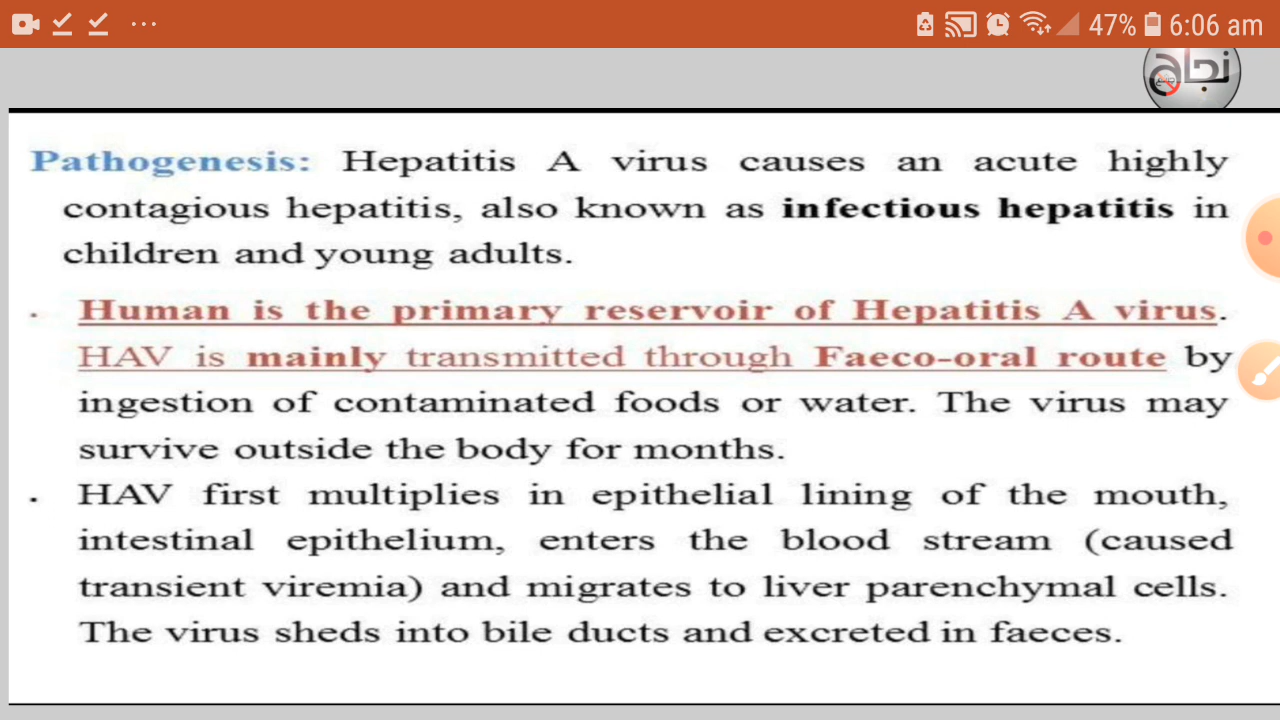 47% 6:06 am
Pathogenesis: Hepatitis A virus causes an acute highly
contagious hepatitis, also known as infectious hepatitis in
children and young adults.
. Human is the primary reservoir of Hepatitis A virus.
HAV is mainly transmitted through Faeco-oral route by
ingestion of contaminated foods or water. The virus may
survive outside the body for months.
. HAV first multiplies in epithelial lining of the mouth,
intestinal epithelium, enters the blood stream (caused
transient viremia) and migrates to liver parenchymal cells.
The virus sheds into bile ducts and excreted in faeces.